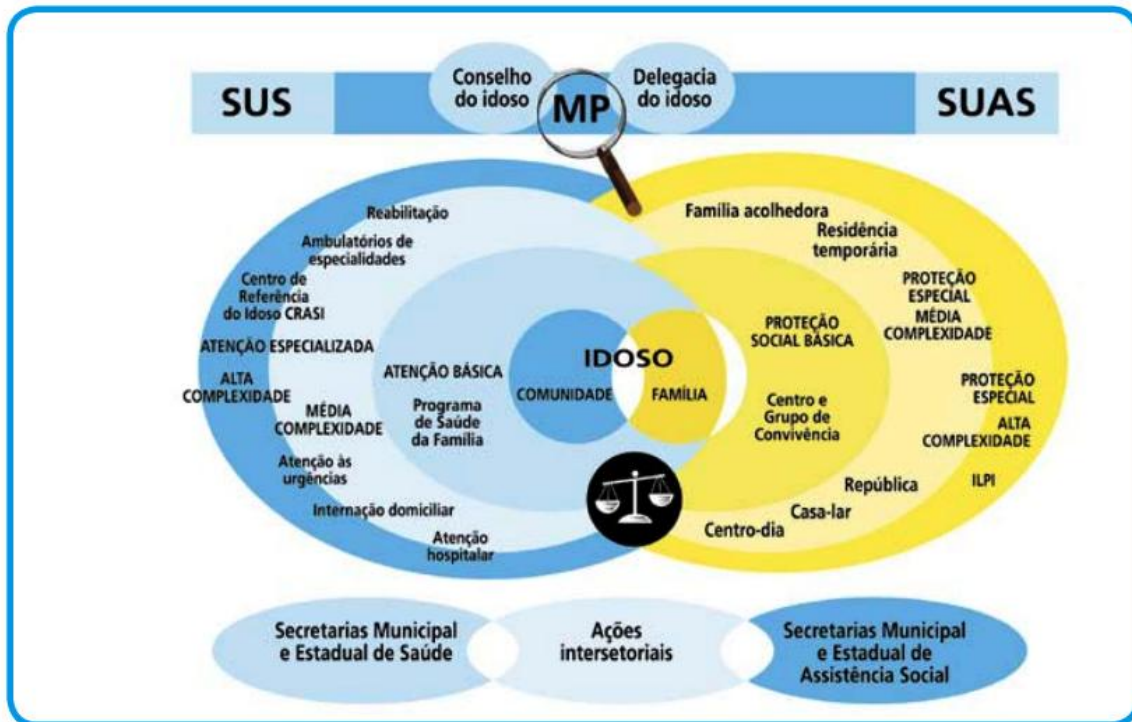 SUS
Conselho
do idoso
MP
Delegacia
do idoso
SUAS
Reabilitação
Ambulatórios de
especialidades
Centro de
Referência
do Idoso CRASI
ATENÇÃO ESPECIALIZADA
ALTA
COMPLEXIDADE
MÉDIA
COMPLEXIDADE
Atenção às
urgências
Internação domiciliar
Atenção
hospitalar
ATENÇÃO BÁSICA
Programa
de Saúde
da Família
IDOSO
COMUNIDADE
FAMÍLIA
PROTEÇÃO
SOCIAL BÁSICA
Centro e
Grupo de
Convivência
Família acolhedora
Residência
temporária
PROTEÇÃO
ESPECIAL
MÉDIA
COMPLEXIDADE
PROTEÇÃO
ESPECIAL
ALTA
COMPLEXIDADE
ILPI
República
Casa-lar
Centro-dia
Secretarias Municipal
e Estadual de Saúde
Ações
intersetoriais
Secretarias Municipal
e Estadual de
Assistência Social